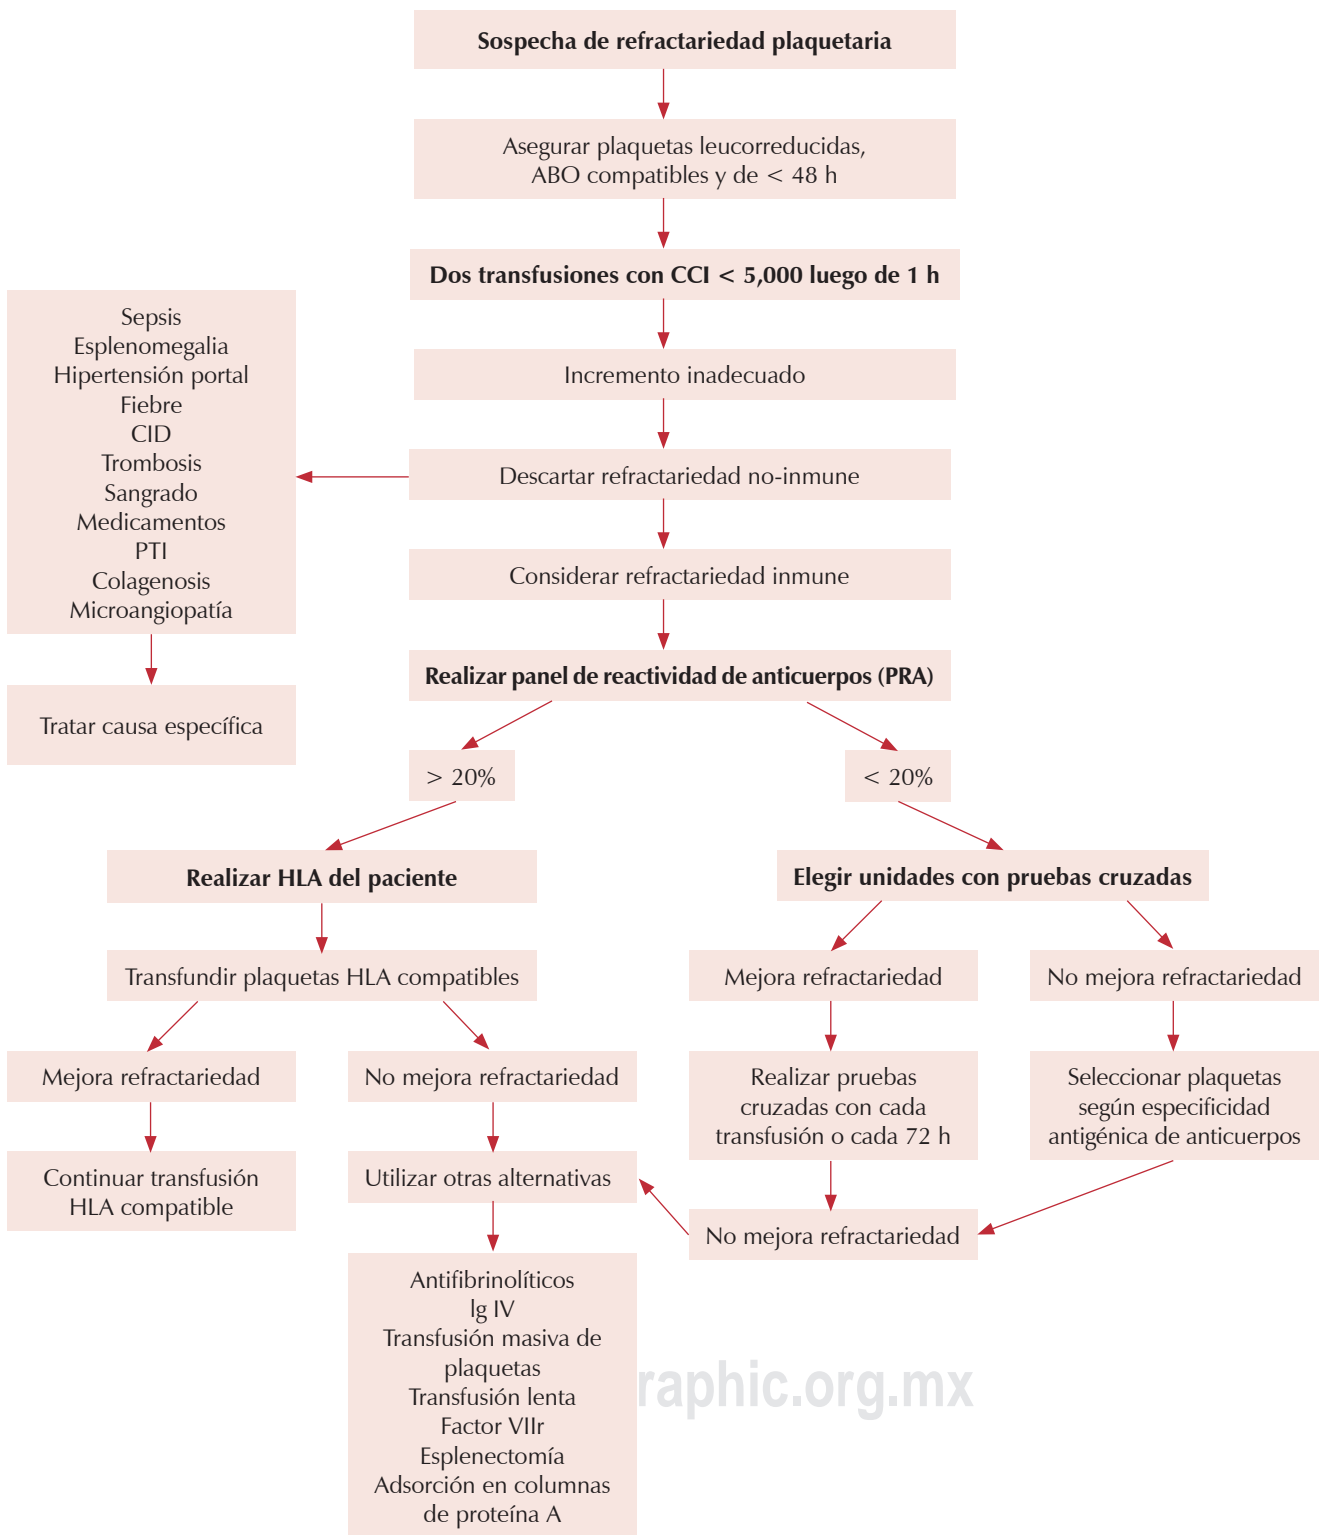 Sospecha de refractariedad plaquetaria
Asegurar plaquetas leucorreducidas,
ABO compatibles y de < 48 h
Dos transfusiones con CCI < 5,000 luego de 1 h
Incremento inadecuado
Descartar refractariedad no-inmune
Sepsis
Esplenomegalia
Hipertensión portal
Fiebre
CID
Trombosis
Sangrado
Medicamentos
PTI
Colagenosis
Microangiopatía
Tratar causa específica
Considerar refractariedad inmune
Realizar panel de reactividad de anticuerpos (PRA)
> 20%
< 20%
Realizar HLA del paciente
Transfundir plaquetas HLA compatibles
Mejora refractariedad
Continuar transfusión
HLA compatible
No mejora refractariedad
Utilizar otras alternativas
Antifibrinolíticos
Ig IV
Transfusión masiva de
plaquetas
Transfusión lenta
Factor VIIr
Esplenectomía
Adsorción en columnas
de proteína A
Elegir unidades con pruebas cruzadas
Mejora refractariedad
Realizar pruebas
cruzadas con cada
transfusión o cada 72 h
No mejora refractariedad
Seleccionar plaquetas
según especificidad
antigénica de anticuerpos
No mejora refractariedad
raphic.org.mx